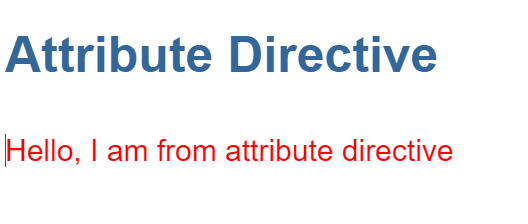 Attribute Directive
Hello, I am from attribute directive